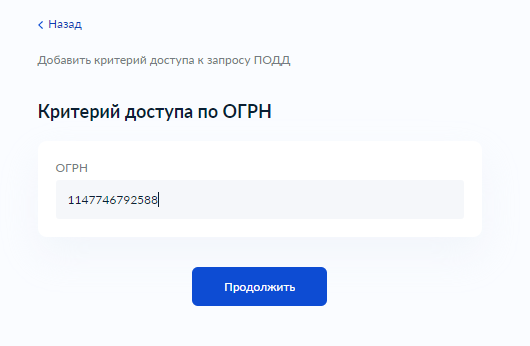 Назад
Добавить критерий доступа к запросу ПОДД
Критерий доступа по ОГРН
ОГРН
1147746792588
Продолжить